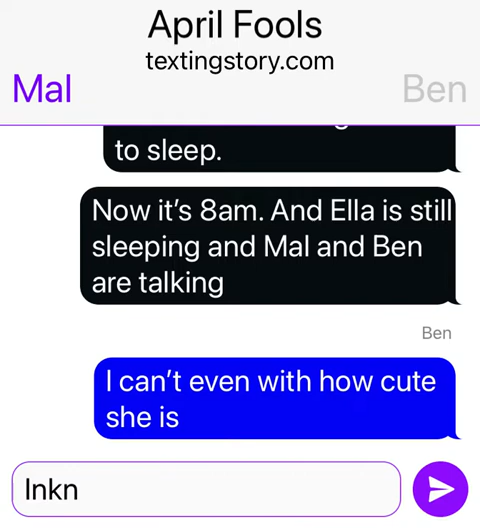 April Fools
textingstory.com
Mal Ben
to sleep.
Now it’s 8am. And Ella is still
sleeping and Mal and Ben
are talking
Ben
I can’t even with how cute
she is
Inkn